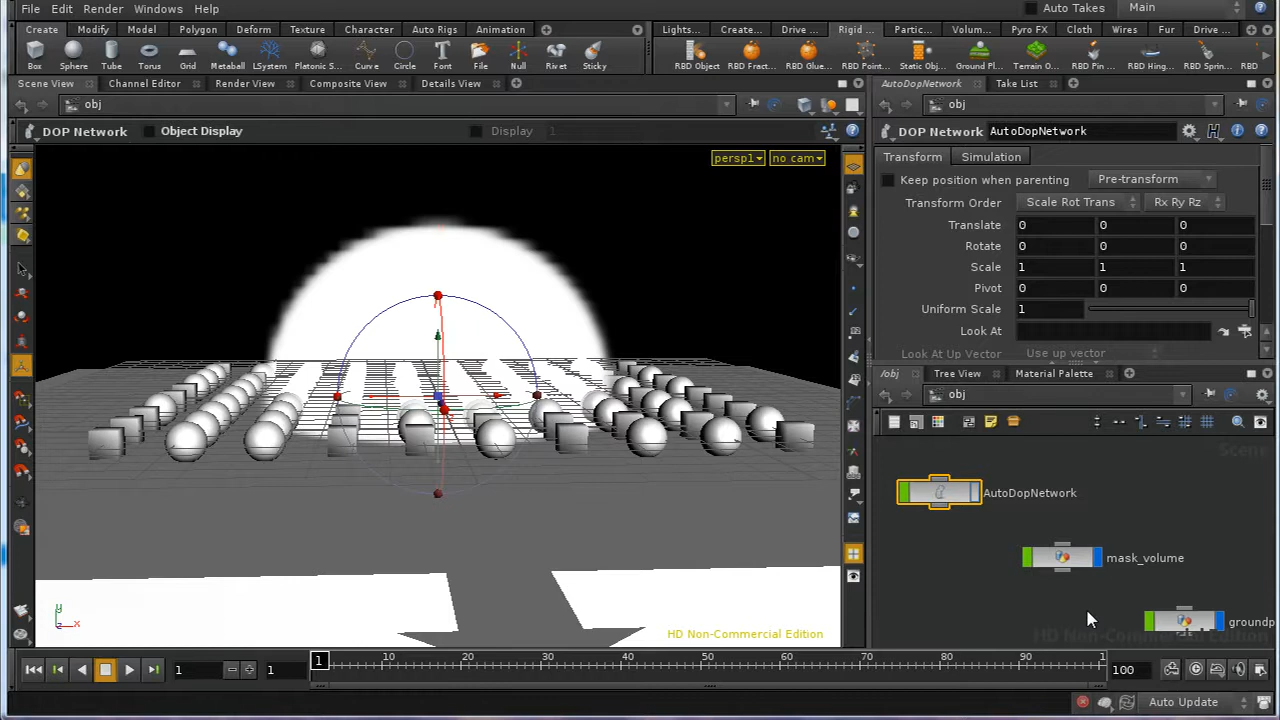 File Edit Render Windows Help Auto Takes Main
Create Modify Model Polygon Deform Texture Character Auto Rigs Animation Lights... Create... Drive ... Rigid ... Partic... Volum... Pyro FX Cloth Wires Fur Drive ...
Box Sphere Tube Torus Grid Metaball LSystem Platonic S... Curve Circle Font File Null Rivet Sticky RBD Object RBD Fract... RBD Glue... RBD Point... Static Obj... Ground Pl... Terrain O... RBD Pin ... RBD Hing... RBD Sprin... RBD
Scene View Channel Editor Render View Composite View Details View AutoDopNetwork Take List
obj obj
DOP Network Object Display Display 1 DOP Network AutoDopNetwork
persp1 no cam Transform Simulation
Keep position when parenting Pre-transform
Transform Order Scale Rot Trans Rx Ry Rz
Translate 0 0 0
Rotate 0 0 0
Scale 1 1 1
Pivot 0 0 0
Uniform Scale 1
Look At
Look At Up Vector Use up vector
/obj Tree View Material Palette
obj
Scene
AutoDopNetwork
mask_volume
groundp
HD Non-Commercial Edition
y
z x
HD Non-Commercial Edition
1 1 1 10 20 30 40 50 60 70 80 90 1 100
Auto Update